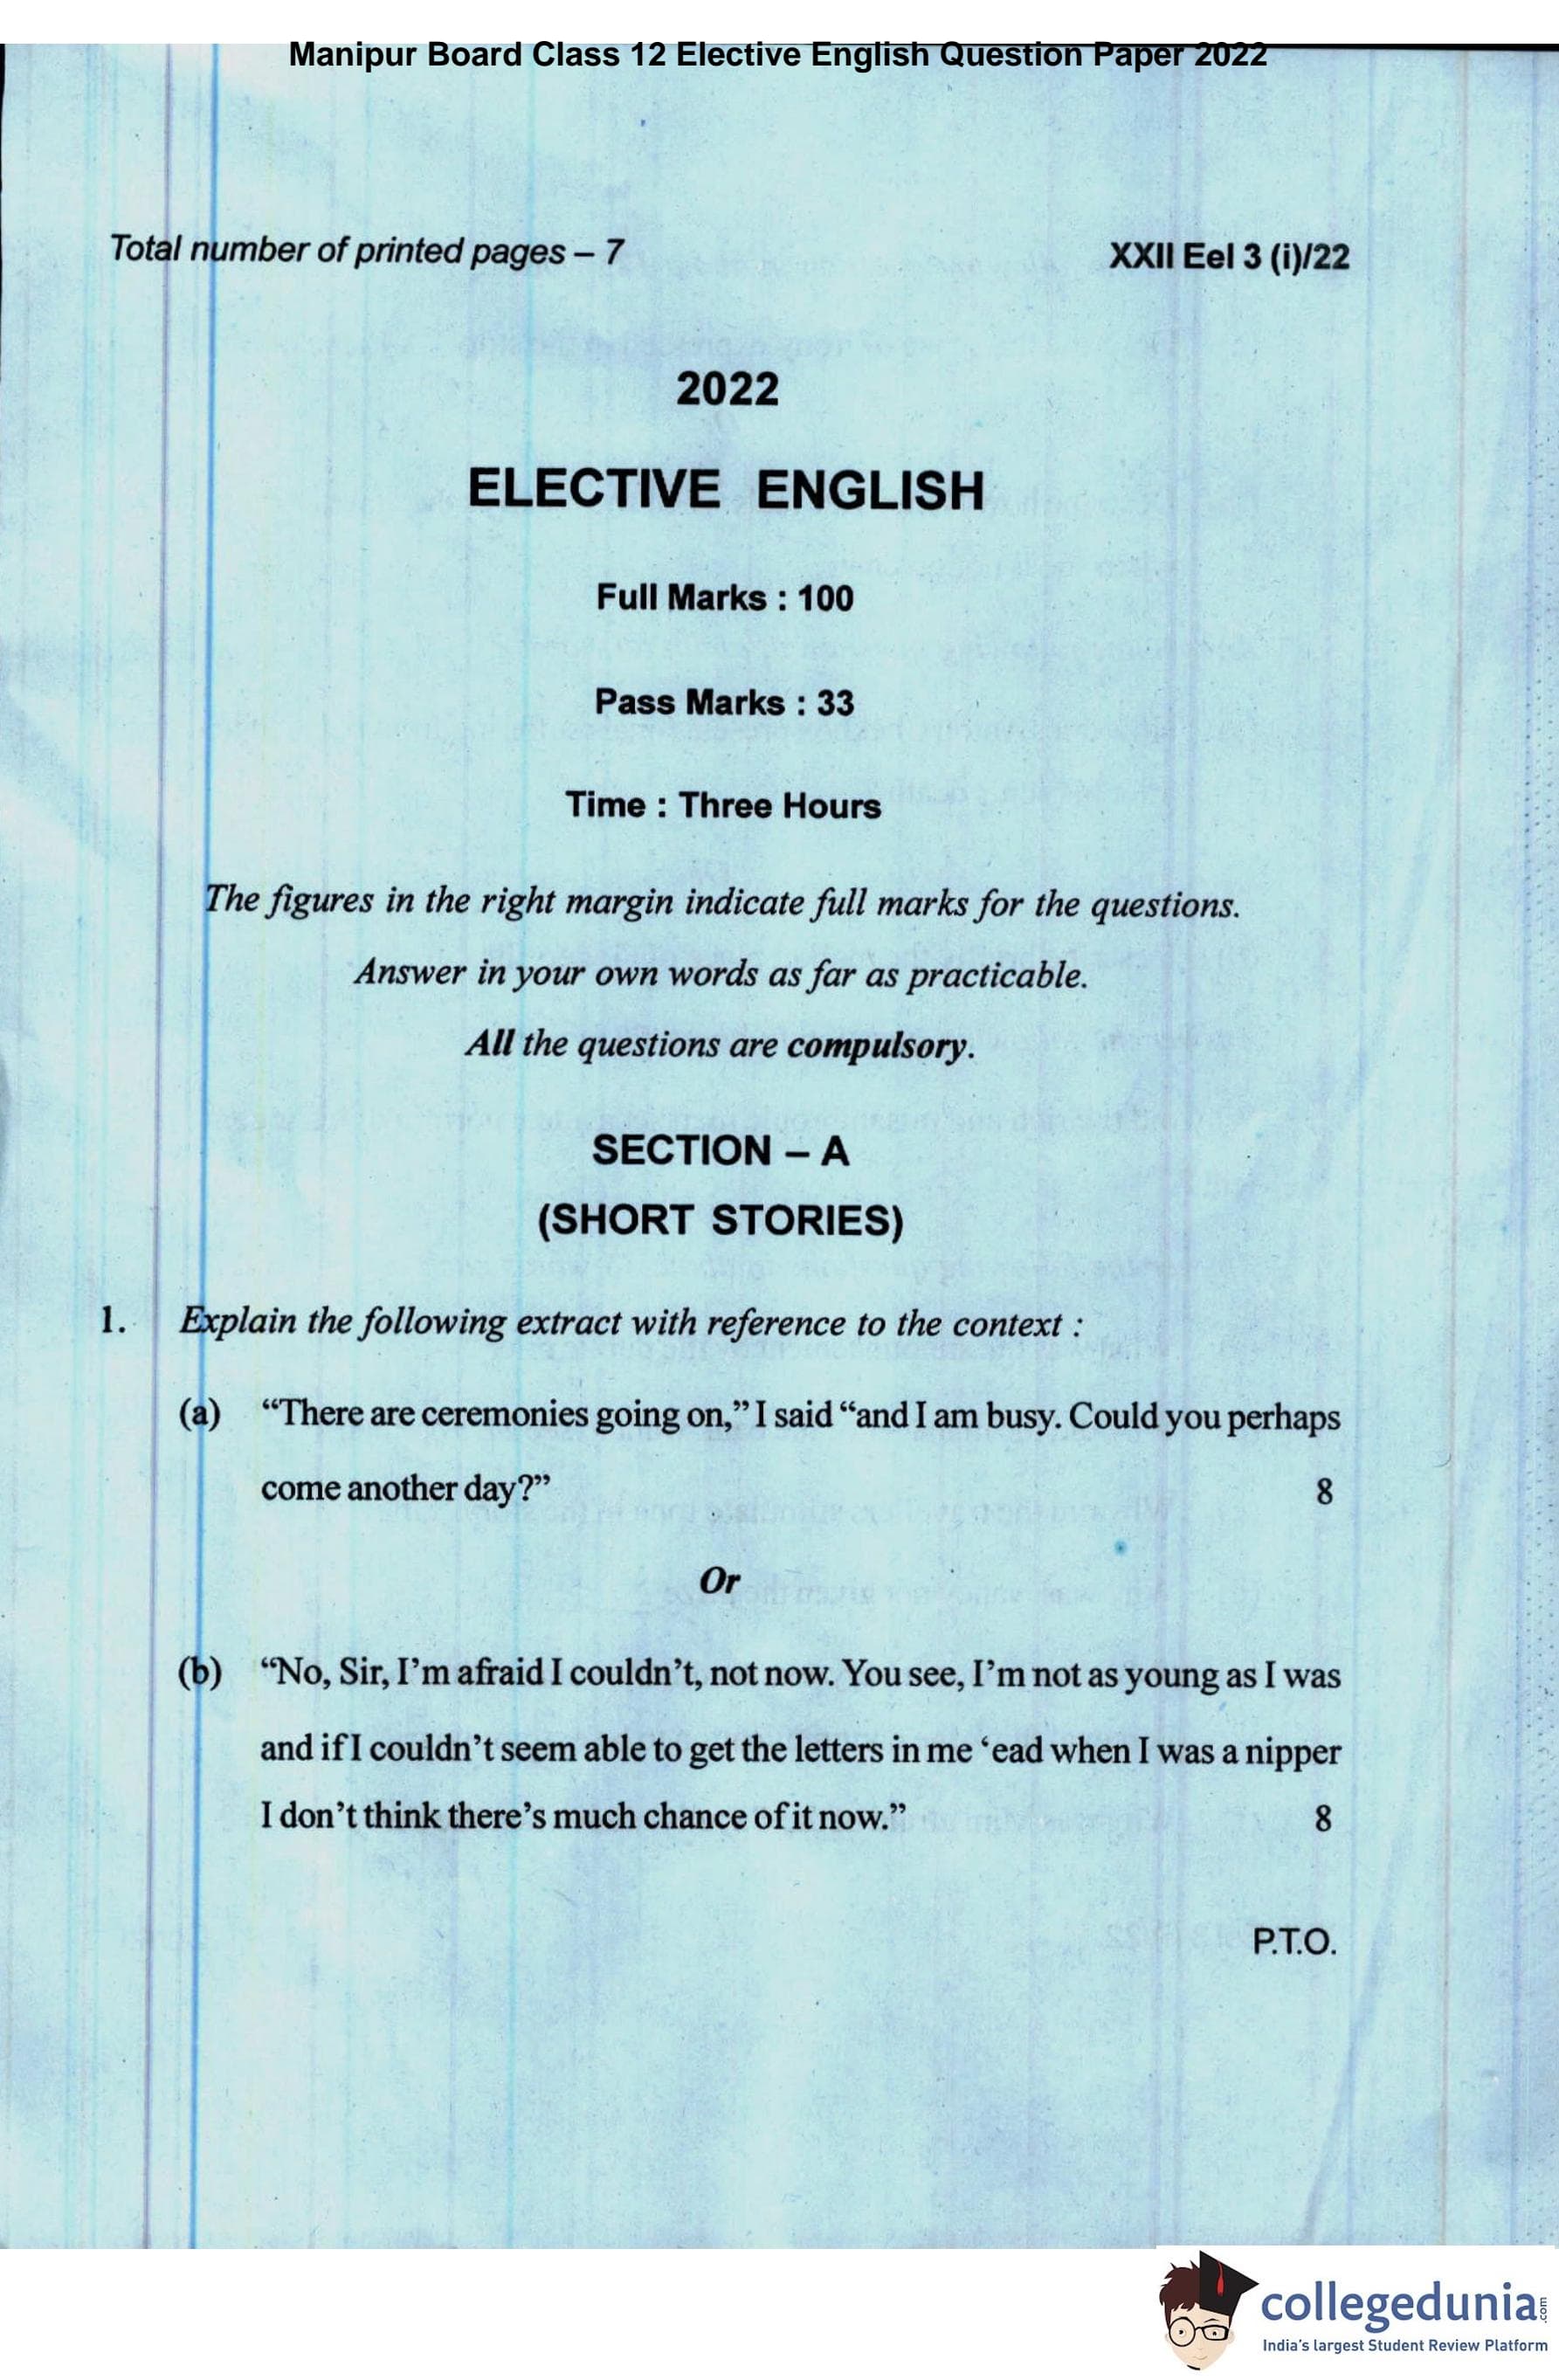 Manipur Board Class 12 Elective English Question Paper 2022
Total number of printed pages – 7
XXII Eel 3 (i)/22
2022
ELECTIVE ENGLISH
Full Marks : 100
Pass Marks : 33
Time : Three Hours
The figures in the right margin indicate full marks for the questions.
Answer in your own words as far as practicable.
All the questions are compulsory.
SECTION – A
(SHORT STORIES)
1. Explain the following extract with reference to the context :
(a) “There are ceremonies going on,” I said “and I am busy. Could you perhaps
come another day?” 8
Or
(b) “No, Sir, I’m afraid I couldn’t, not now. You see, I’m not as young as I was
and if I couldn’t seem able to get the letters in me ‘ead when I was a nipper
I don’t think there’s much chance of it now.” 8
P.T.O.
collegedunia.com
India’s largest Student Review Platform